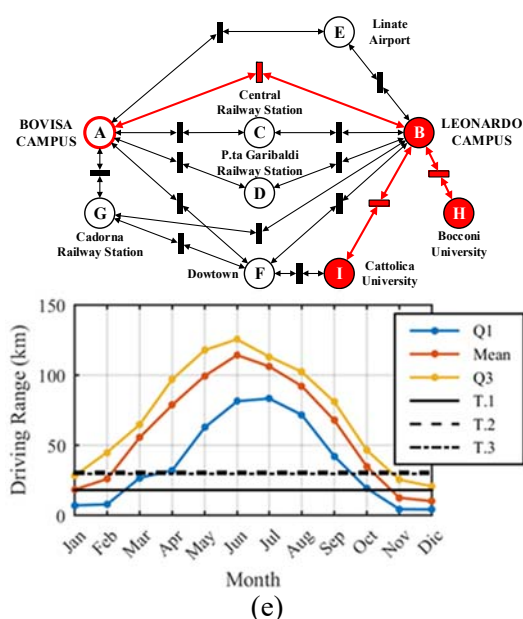 E
Linate
Airport
Central
Railway Station
BOVISA
CAMPUS
A
C
B
LEONARDO
CAMPUS
P.ta Garibaldi
Railway Station
D
G
H
Cadorna
Railway Station
Bocconi
University
Dowtown
F
I
Cattolica
University
Driving Range (km)
150
100
50
0
Q1
Mean
Q3
T.1
T.2
T.3
Jan
Feb
Mar
Apr
May
Jun
Jul
Aug
Sep
Oct
Nov
Dic
Month
(e)